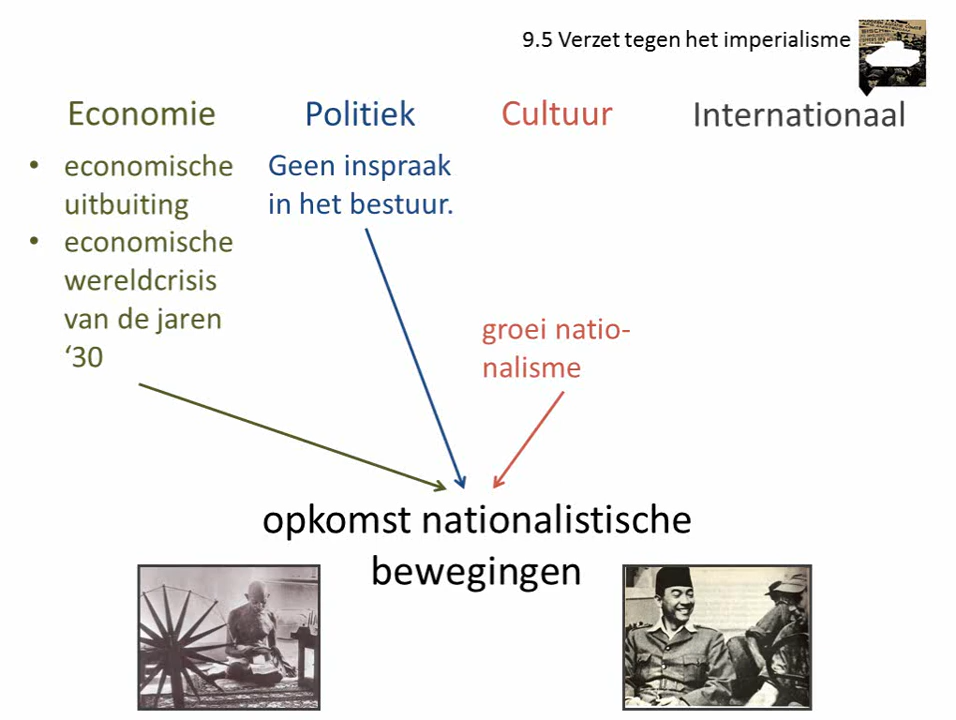 9.5 Verzet tegen het imperialisme
Economie
Politiek
Cultuur
Internationaal
• economische
uitbuiting
• economische
wereldcrisis
van de jaren
‘30
Geen inspraak
in het bestuur.
groei natio-
nalisme
opkomst nationalistische
bewegingen